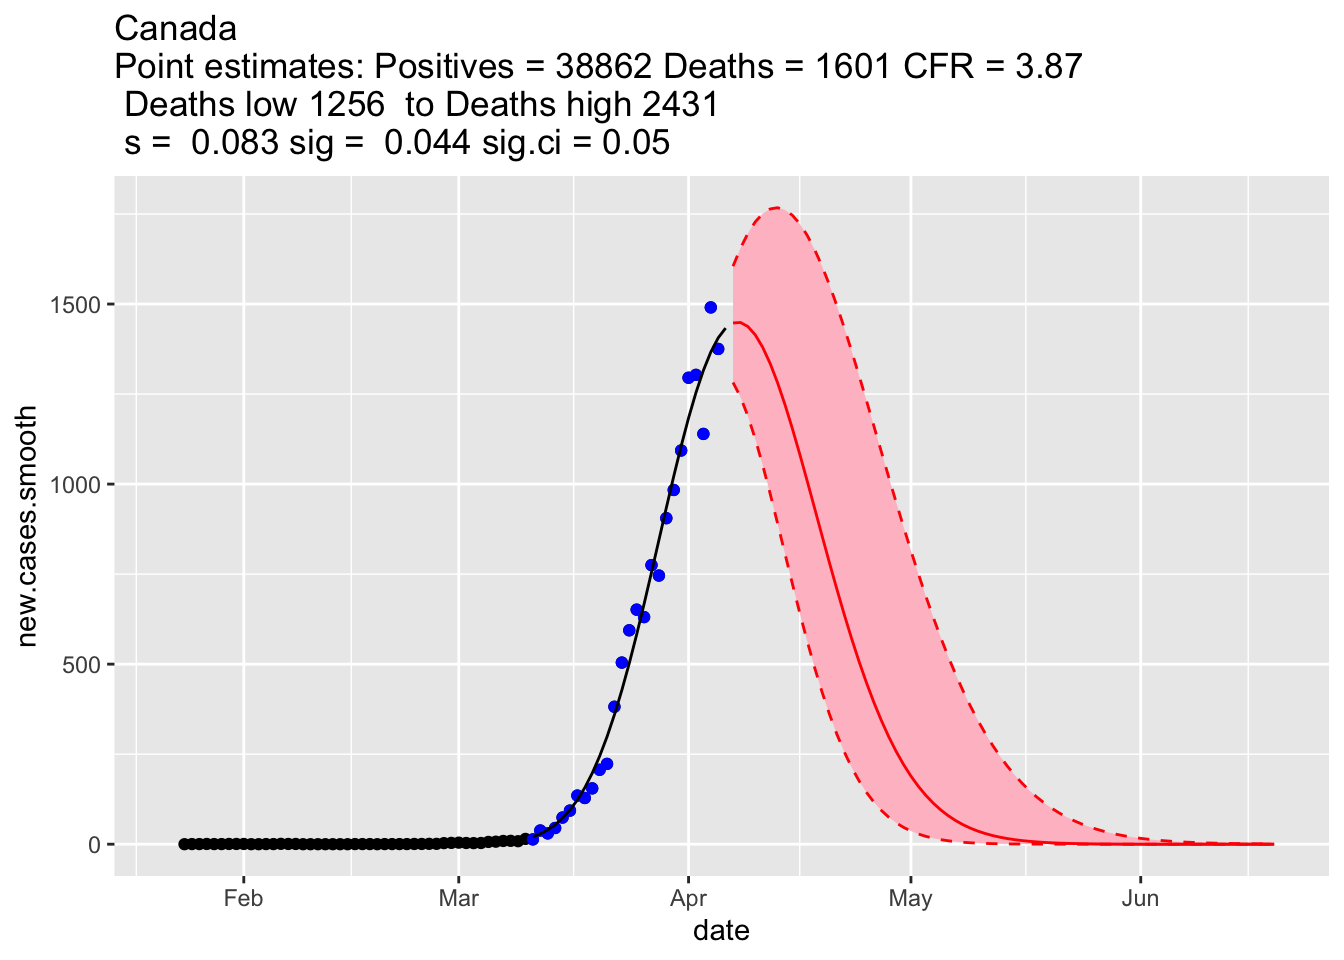 Canada
Point estimates: Positives = 38862 Deaths = 1601 CFR = 3.87
Deaths low 1256  to Deaths high 2431
s =  0.083 sig =  0.044 sig.ci = 0.05
new.cases.smooth
1500
1000
500
0
Feb Mar Apr May Jun
date